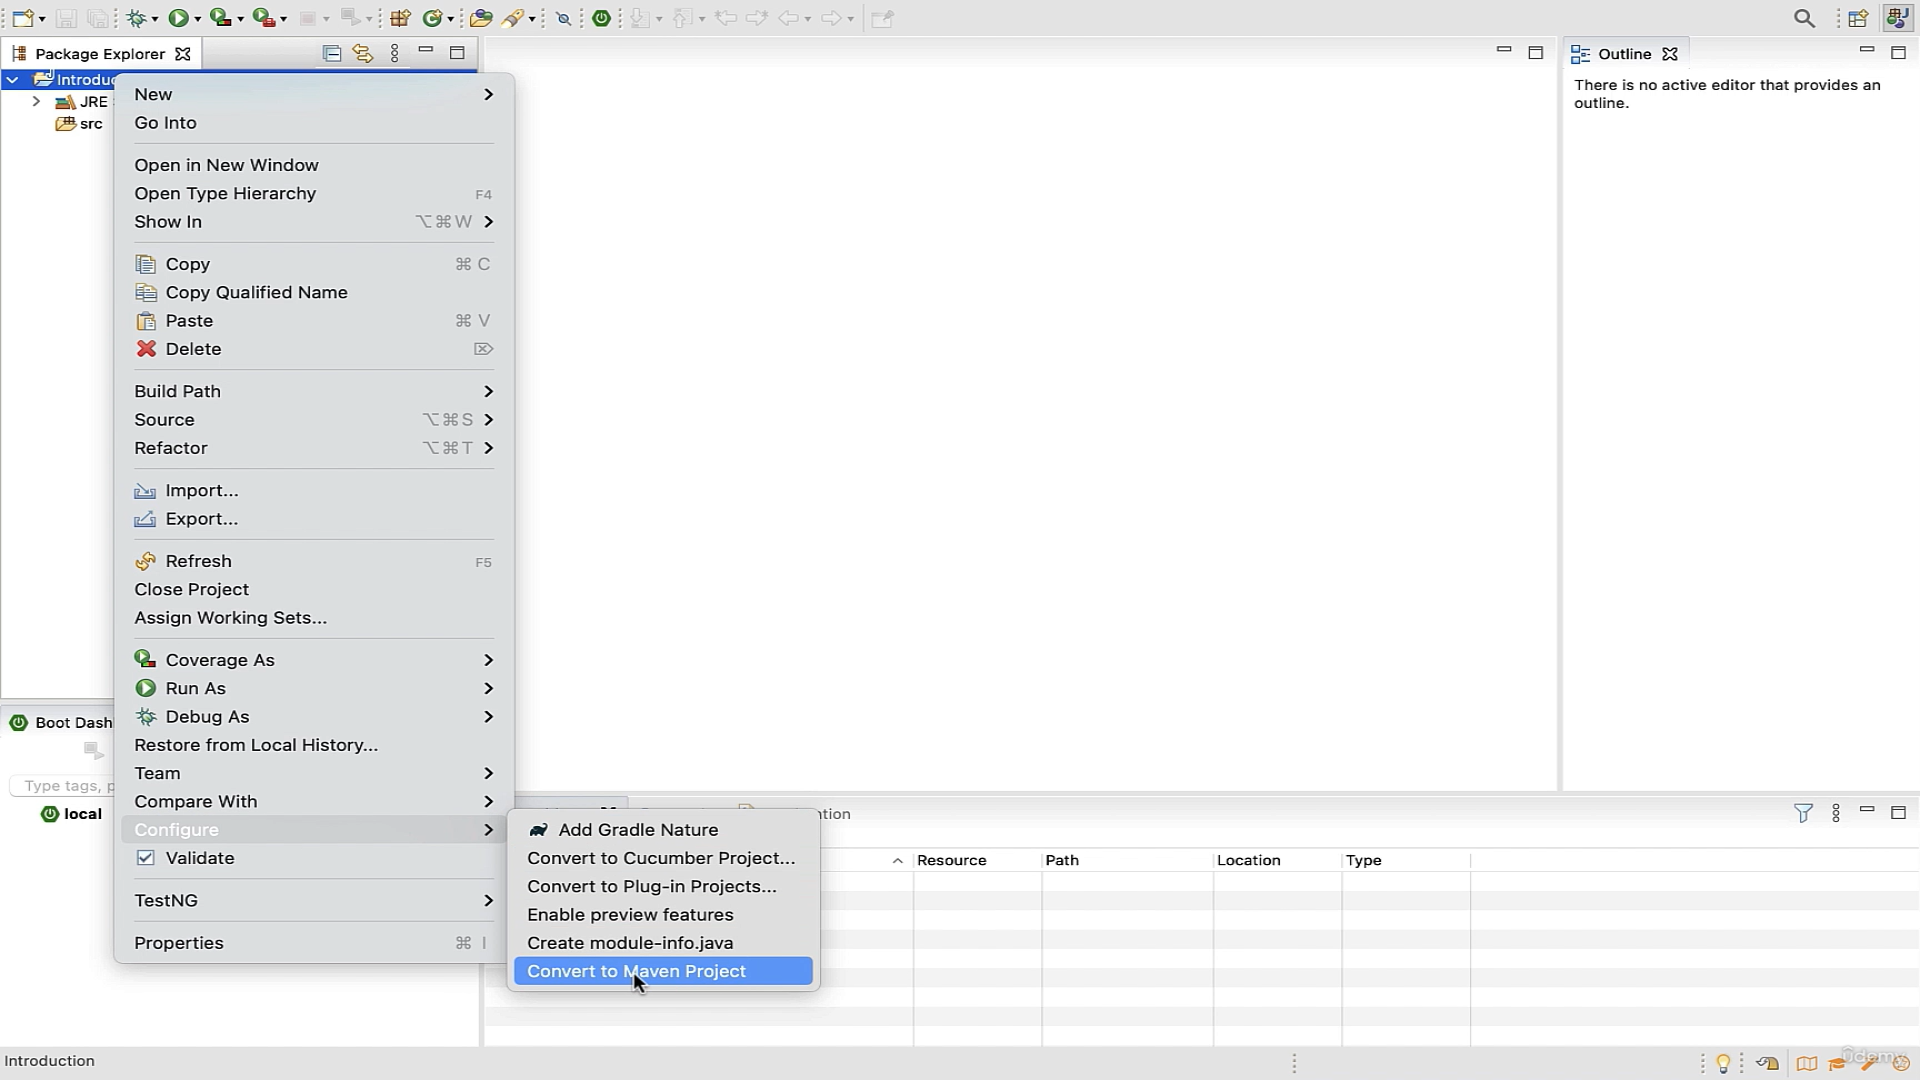 Package Explorer
Outline
Introduc
There is no active editor that provides an
outline.
JRE
src
New
Go Into
Open in New Window
Open Type Hierarchy F4
Show In ⌥⌘W
Copy ⌘ C
Copy Qualified Name
Paste ⌘ V
Delete
Build Path
Source ⌥⌘S
Refactor ⌥⌘T
Import...
Export...
Refresh F5
Close Project
Assign Working Sets...
Coverage As
Run As
Debug As
Restore from Local History...
Team
Compare With
Configure
Validate
TestNG
Properties ⌘ I
Boot Dash
Type tags, p
local
Add Gradle Nature
Convert to Cucumber Project...
Convert to Plug-in Projects...
Enable preview features
Create module-info.java
Convert to Maven Project
Resource Path Location Type
Introduction
udemy